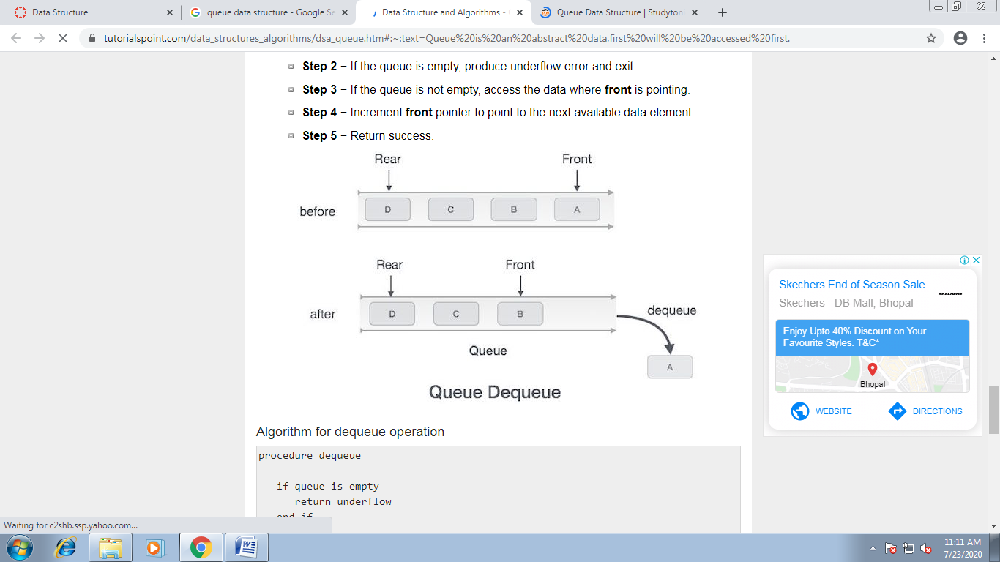 Data Structure
queue data structure - Google Se
Data Structure and Algorithms -
Queue Data Structure | Studyton
tutorialspoint.com/data_structures_algorithms/dsa_queue.htm#:~:text=Queue%20is%20an%20abstract%20data,first%20will%20be%20accessed%20first.
Step 2 − If the queue is empty, produce underflow error and exit.
Step 3 − If the queue is not empty, access the data where front is pointing.
Step 4 − Increment front pointer to point to the next available data element.
Step 5 − Return success.
Rear Front
before D C B A
Rear Front
after D C B dequeue
Queue
A
Queue Dequeue
Skechers End of Season Sale
SKECHERS
Skechers - DB Mall, Bhopal
Enjoy Upto 40% Discount on Your
Favourite Styles. T&C*
Bhopal
WEBSITE DIRECTIONS
Algorithm for dequeue operation
procedure dequeue
if queue is empty
return underflow
end if
Waiting for c2shb.ssp.yahoo.com...
11:11 AM
7/23/2020